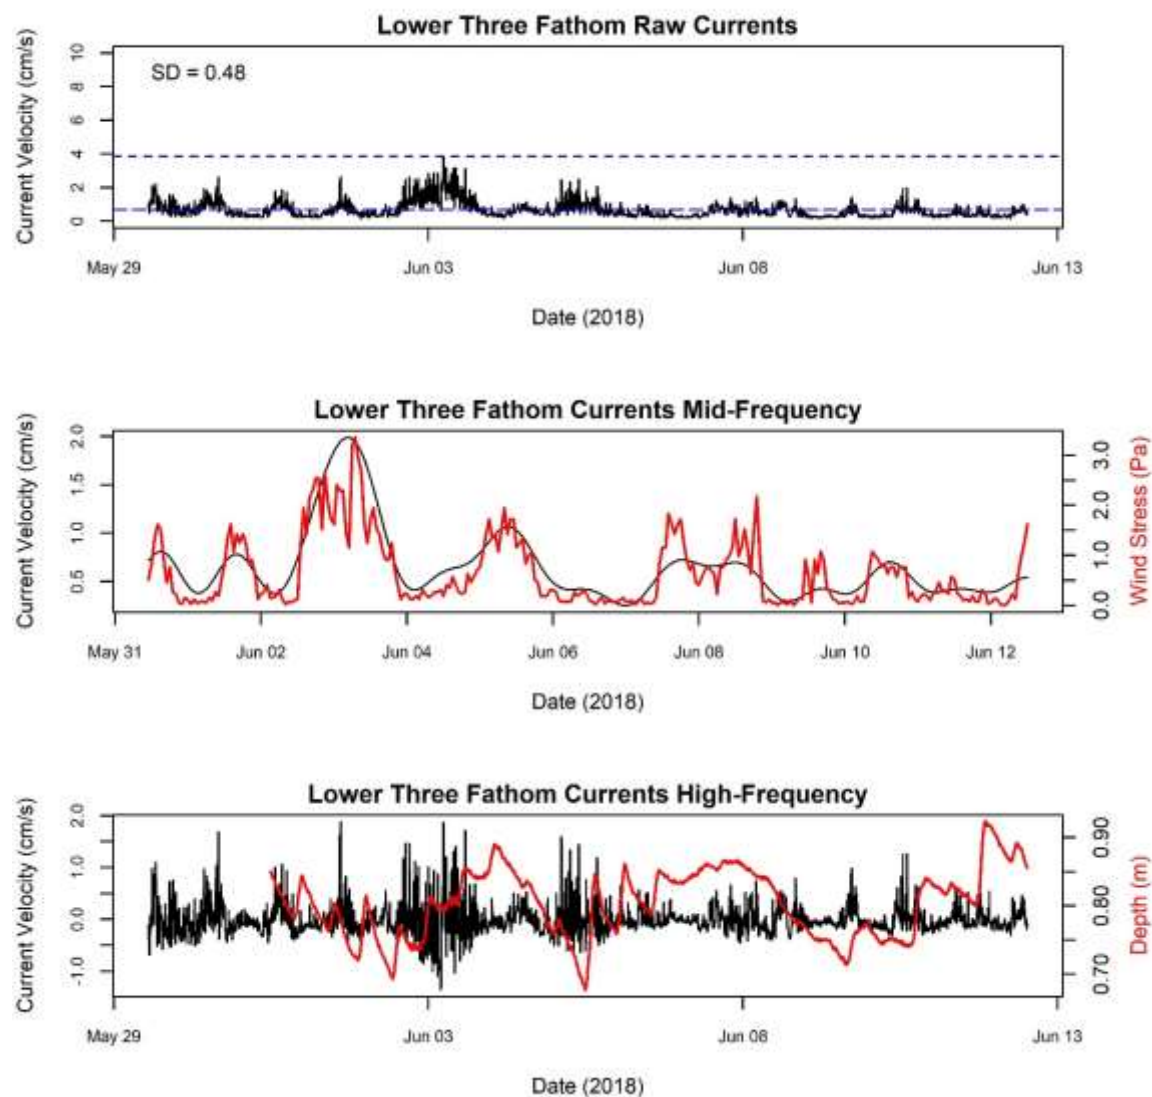 Lower Three Fathom Raw Currents
Current Velocity (cm/s)
0 2 4 6 8 10
SD = 0.48
May 29 Jun 03 Jun 08 Jun 13
Date (2018)
Lower Three Fathom Currents Mid-Frequency
Current Velocity (cm/s)
0.5 1.0 1.5 2.0
0.0 1.0 2.0 3.0
Wind Stress (Pa)
May 31 Jun 02 Jun 04 Jun 06 Jun 08 Jun 10 Jun 12
Date (2018)
Lower Three Fathom Currents High-Frequency
Current Velocity (cm/s)
-1.0 0.0 1.0 2.0
0.70 0.80 0.90
Depth (m)
May 29 Jun 03 Jun 08 Jun 13
Date (2018)